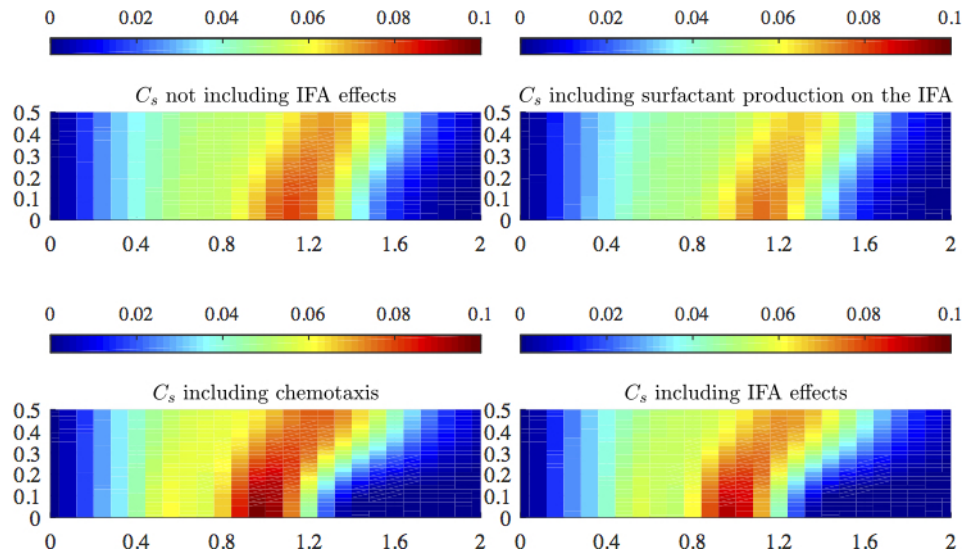 0 0.02 0.04 0.06 0.08 0.1
0 0.02 0.04 0.06 0.08 0.1
C_s not including IFA effects
C_s including surfactant production on the IFA
0.5
0.4
0.3
0.2
0.1
0
0 0.4 0.8 1.2 1.6 2
0.5
0.4
0.3
0.2
0.1
0
0 0.4 0.8 1.2 1.6 2
0 0.02 0.04 0.06 0.08 0.1
0 0.02 0.04 0.06 0.08 0.1
C_s including chemotaxis
C_s including IFA effects
0.5
0.4
0.3
0.2
0.1
0
0 0.4 0.8 1.2 1.6 2
0.5
0.4
0.3
0.2
0.1
0
0 0.4 0.8 1.2 1.6 2